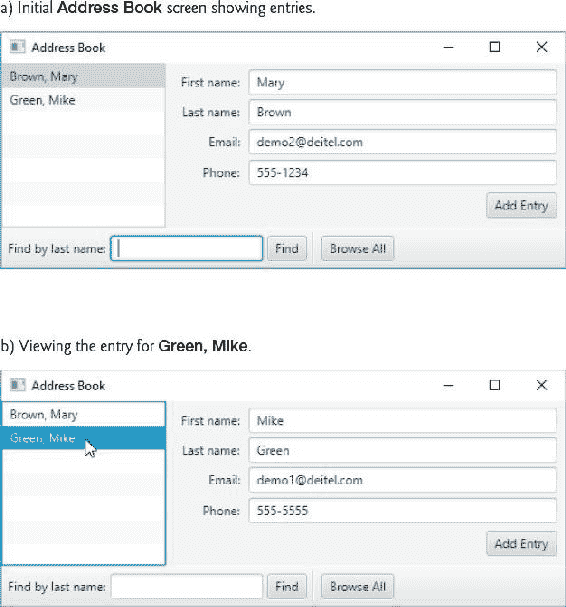 a) Initial Address Book screen showing entries.
Address Book
Brown, Mary
Green, Mike
First name: Mary
Last name: Brown
Email: demo2@deitel.com
Phone: 555-1234
Add Entry
Find by last name: Find Browse All
b) Viewing the entry for Green, Mike.
Address Book
Brown, Mary
Green, Mike
First name: Mike
Last name: Green
Email: demo1@deitel.com
Phone: 555-5555
Add Entry
Find by last name: Find Browse All